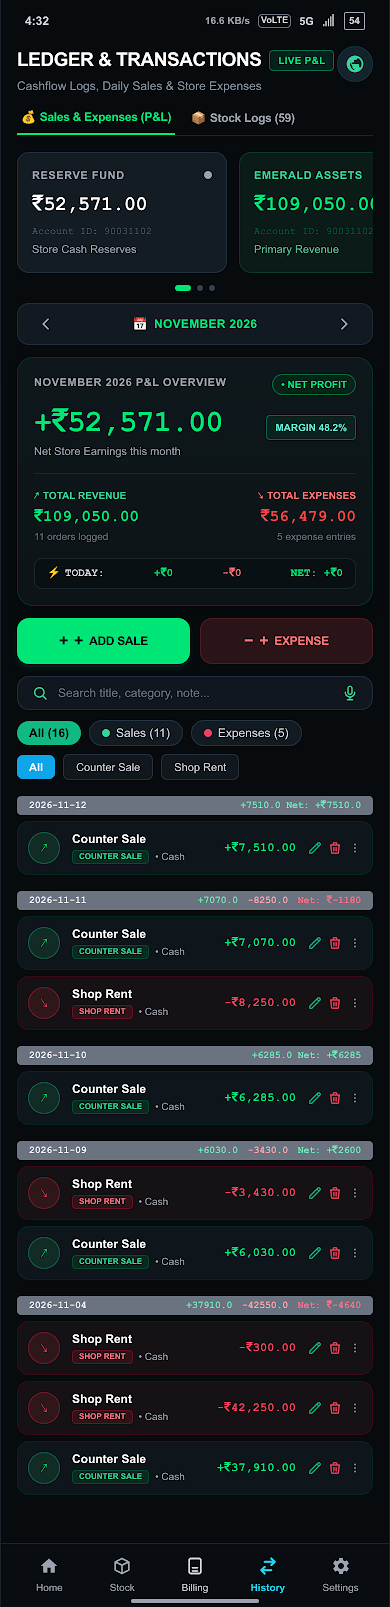 4:32 16.6 KB/s VoLTE 5G 54
LEDGER & TRANSACTIONS LIVE P&L
Cashflow Logs, Daily Sales & Store Expenses
💰 Sales & Expenses (P&L) 📦 Stock Logs (59)
RESERVE FUND
₹52,571.00
Account ID: 90031102
Store Cash Reserves
EMERALD ASSETS
₹109,050.00
Account ID: 90031102
Primary Revenue
📅 NOVEMBER 2026
NOVEMBER 2026 P&L OVERVIEW • NET PROFIT
+₹52,571.00 MARGIN 48.2%
Net Store Earnings this month
↗ TOTAL REVENUE ↘ TOTAL EXPENSES
₹109,050.00 ₹56,479.00
11 orders logged 5 expense entries
⚡ TODAY: +₹0 -₹0 NET: +₹0
+ + ADD SALE − + EXPENSE
Search title, category, note...
All (16) Sales (11) Expenses (5)
All Counter Sale Shop Rent
2026-11-12 +7510.0 Net: +₹7510.0
Counter Sale
COUNTER SALE • Cash +₹7,510.00
2026-11-11 +7070.0 -8250.0 Net: ₹-1180
Counter Sale
COUNTER SALE • Cash +₹7,070.00
Shop Rent
SHOP RENT • Cash -₹8,250.00
2026-11-10 +6285.0 Net: +₹6285
Counter Sale
COUNTER SALE • Cash +₹6,285.00
2026-11-09 +6030.0 -3430.0 Net: +₹2600
Shop Rent
SHOP RENT • Cash -₹3,430.00
Counter Sale
COUNTER SALE • Cash +₹6,030.00
2026-11-04 +37910.0 -42550.0 Net: ₹-4640
Shop Rent
SHOP RENT • Cash -₹300.00
Shop Rent
SHOP RENT • Cash -₹42,250.00
Counter Sale
COUNTER SALE • Cash +₹37,910.00
Home Stock Billing History Settings